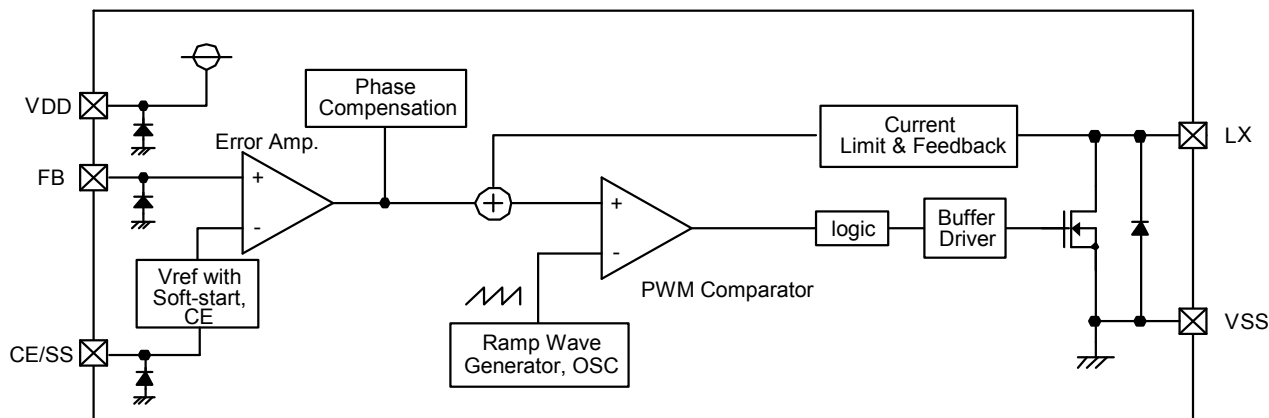 VDD
FB
CE/SS
Error Amp.
+
-
Vref with
Soft-start,
CE
Phase
Compensation
+
Current
Limit & Feedback
+
-
PWM Comparator
Ramp Wave
Generator, OSC
logic
Buffer
Driver
LX
VSS